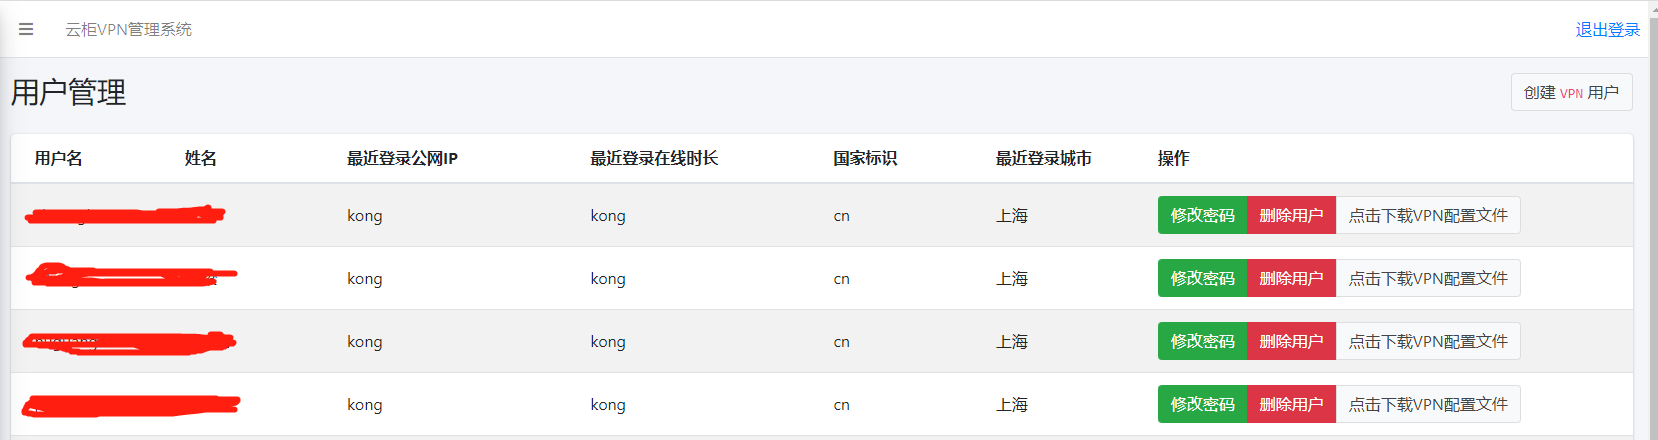 云柜VPN管理系统 退出登录
用户管理 创建 VPN 用户
用户名 姓名 最近登录公网IP 最近登录在线时长 国家标识 最近登录城市 操作
kong kong cn 上海 修改密码 删除用户 点击下载VPN配置文件
kong kong cn 上海 修改密码 删除用户 点击下载VPN配置文件
kong kong cn 上海 修改密码 删除用户 点击下载VPN配置文件
kong kong cn 上海 修改密码 删除用户 点击下载VPN配置文件